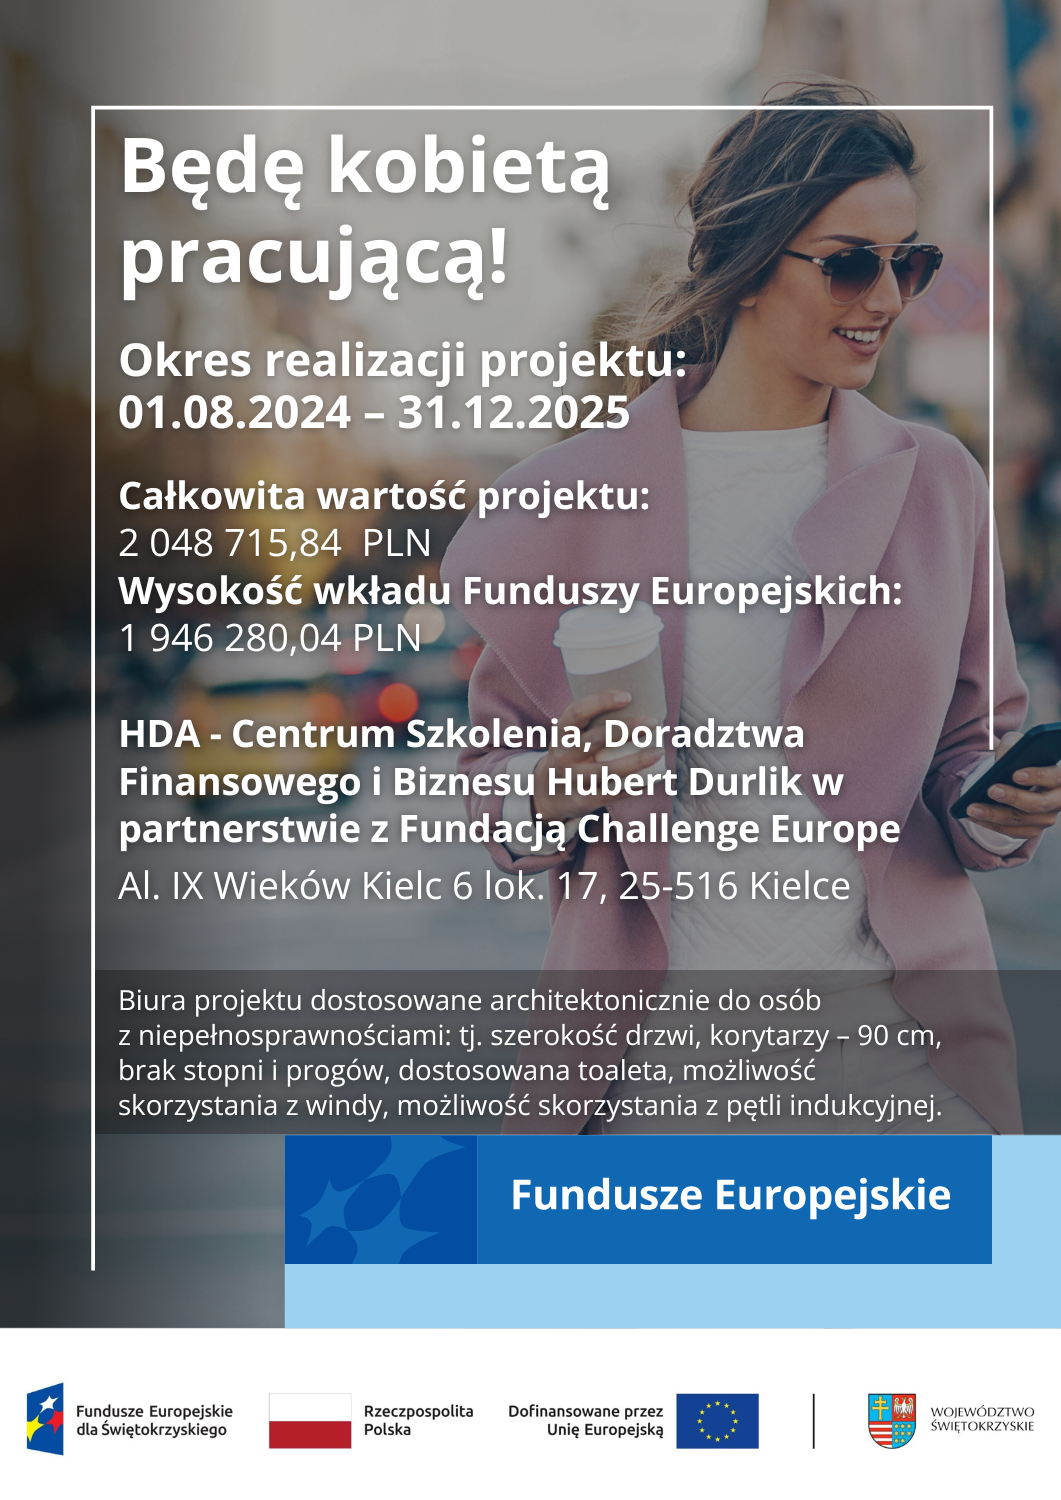 Będę kobietą
pracującą!
Okres realizacji projektu:
01.08.2024 – 31.12.2025
Całkowita wartość projektu:
2 048 715,84 PLN
Wysokość wkładu Funduszy Europejskich:
1 946 280,04 PLN
HDA - Centrum Szkolenia, Doradztwa
Finansowego i Biznesu Hubert Durlik w
partnerstwie z Fundacją Challenge Europe
Al. IX Wieków Kielc 6 lok. 17, 25-516 Kielce
Biura projektu dostosowane architektonicznie do osób
z niepełnosprawnościami: tj. szerokość drzwi, korytarzy – 90 cm,
brak stopni i progów, dostosowana toaleta, możliwość
skorzystania z windy, możliwość skorzystania z pętli indukcyjnej.
Fundusze Europejskie
Fundusze Europejskie
dla Świętokrzyskiego
Rzeczpospolita
Polska
Dofinansowane przez
Unię Europejską
WOJEWÓDZTWO
ŚWIĘTOKRZYSKIE